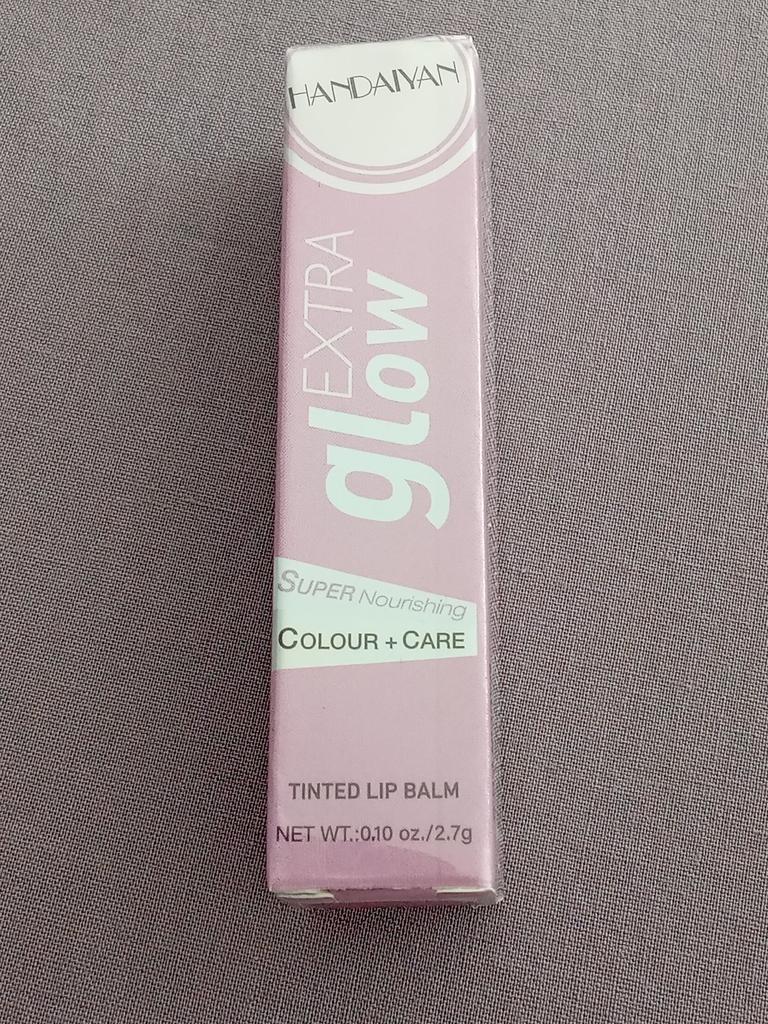 HANDAIYAN
EXTRA
glow
SUPER Nourishing
COLOUR + CARE
TINTED LIP BALM
NET WT.:0.10 oz./2.7g